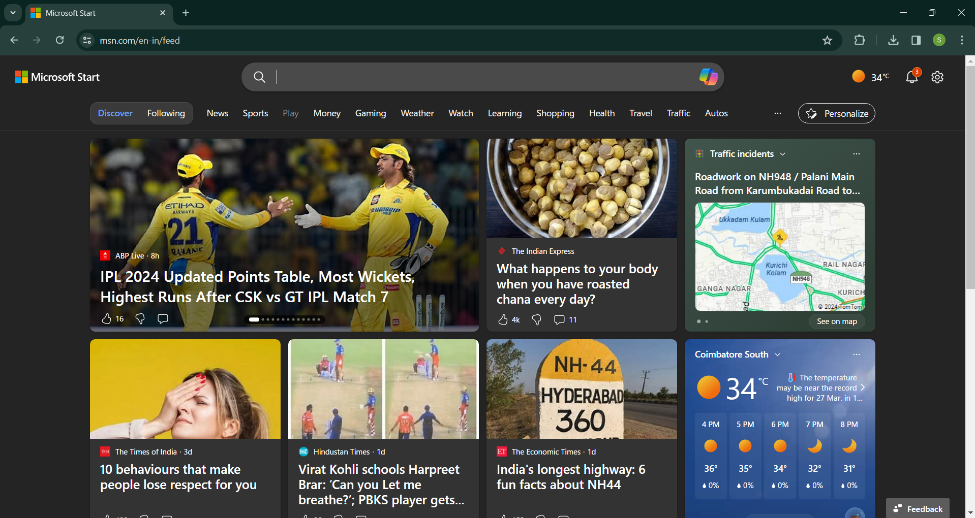 Microsoft Start
msn.com/en-in/feed
S
Microsoft Start
34°C
3
Discover Following News Sports Play Money Gaming Weather Watch Learning Shopping Health Travel Traffic Autos ... Personalize
ETIHAD
AIRWAYS
21
ABP Live · 8h
IPL 2024 Updated Points Table, Most Wickets,
Highest Runs After CSK vs GT IPL Match 7
16
The Indian Express
What happens to your body
when you have roasted
chana every day?
4k 11
Traffic incidents
Roadwork on NH948 / Palani Main
Road from Karumbukadai Road to...
Ukkadam Kulam
RAIL NAGAR
Kurichi
Kolam
NH948
GANGA NAGAR
KURICH
© 2024 TomTom
See on map
The Times of India · 3d
10 behaviours that make
people lose respect for you
Hindustan Times · 1d
Virat Kohli schools Harpreet
Brar: 'Can you Let me
breathe?'; PBKS player gets...
NH-44
HYDERABAD
360
ET The Economic Times · 1d
India's longest highway: 6
fun facts about NH44
Coimbatore South
34°C
The temperature
may be near the record
high for 27 Mar. in 1...
4 PM 5 PM 6 PM 7 PM 8 PM
36° 35° 34° 32° 31°
0% 0% 0% 0% 0%
Feedback